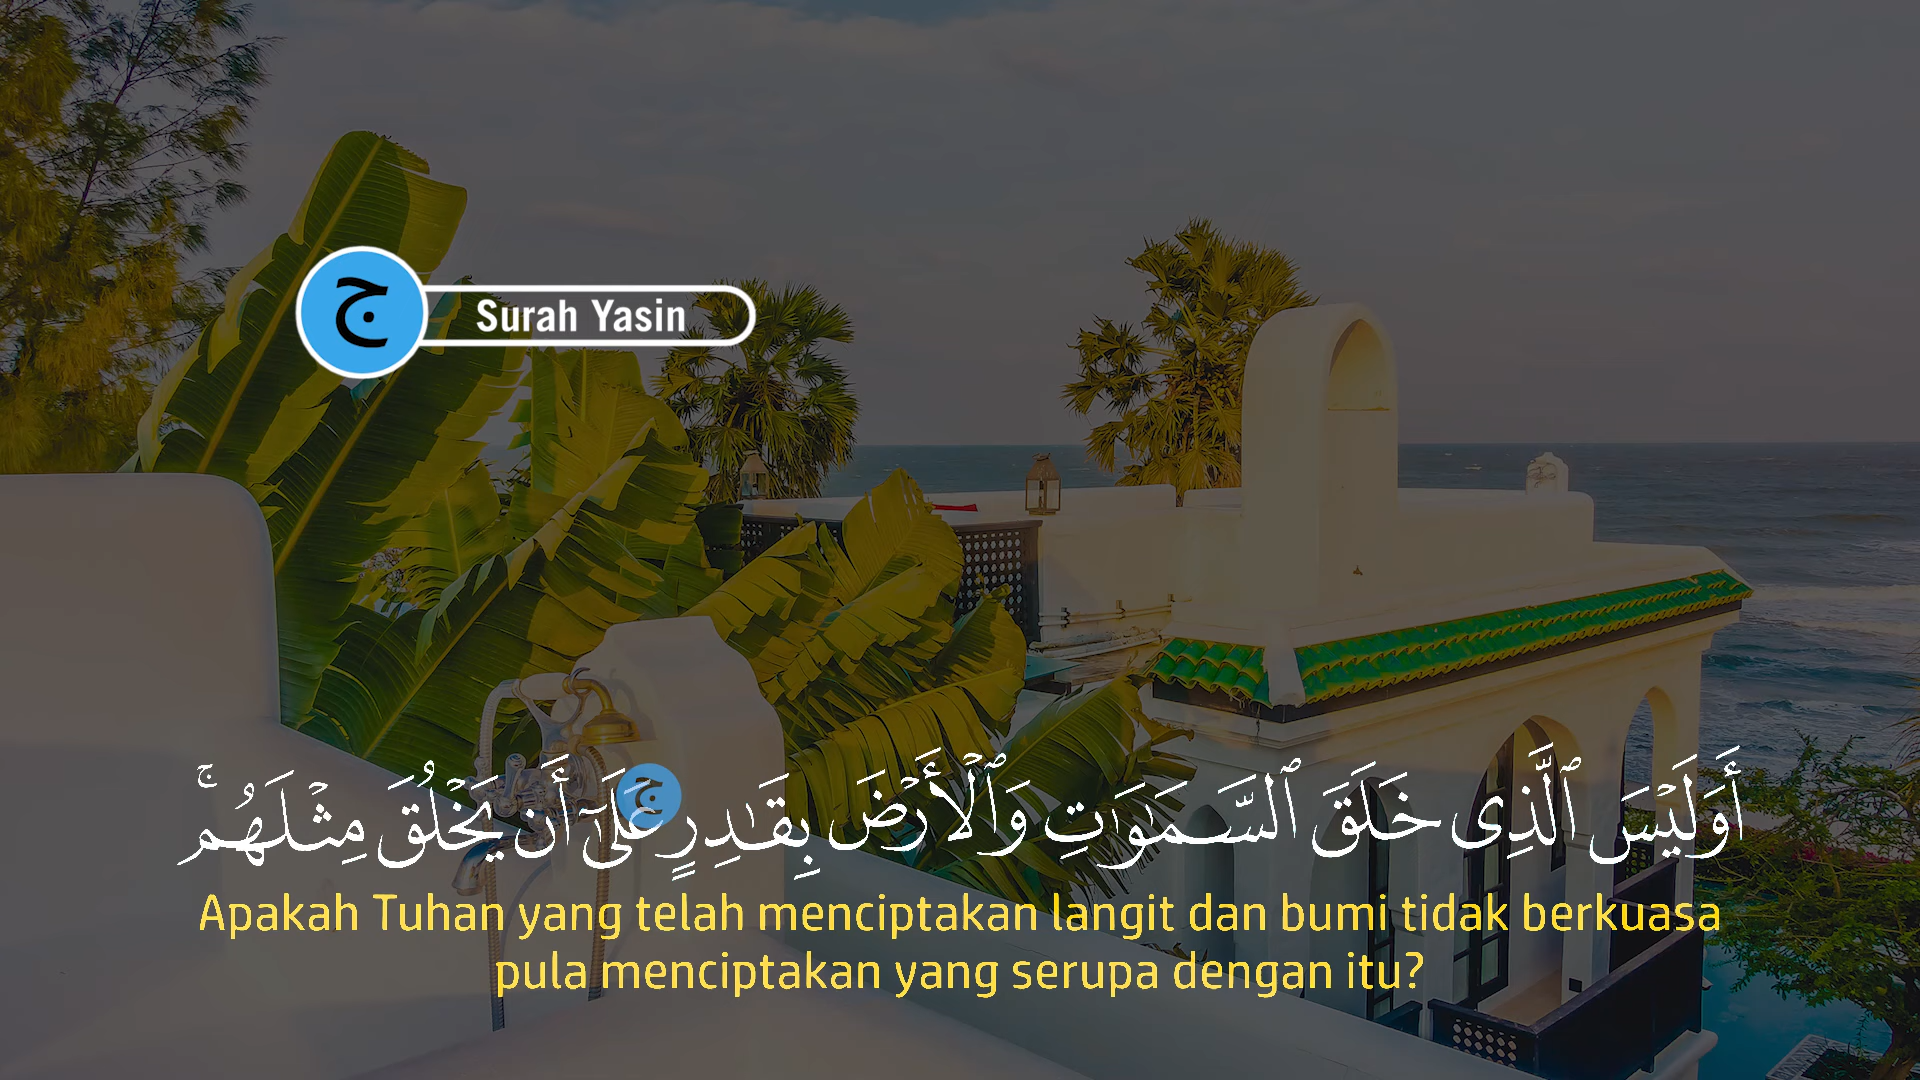 ج
Surah Yasin
أَوَلَيْسَ ٱلَّذِى خَلَقَ ٱلسَّمَـٰوَٰتِ وَٱلْأَرْضَ بِقَـٰدِرٍ عَلَىٰٓ أَن يَخْلُقَ مِثْلَهُم ۚ
ج
Apakah Tuhan yang telah menciptakan langit dan bumi tidak berkuasa
pula menciptakan yang serupa dengan itu?